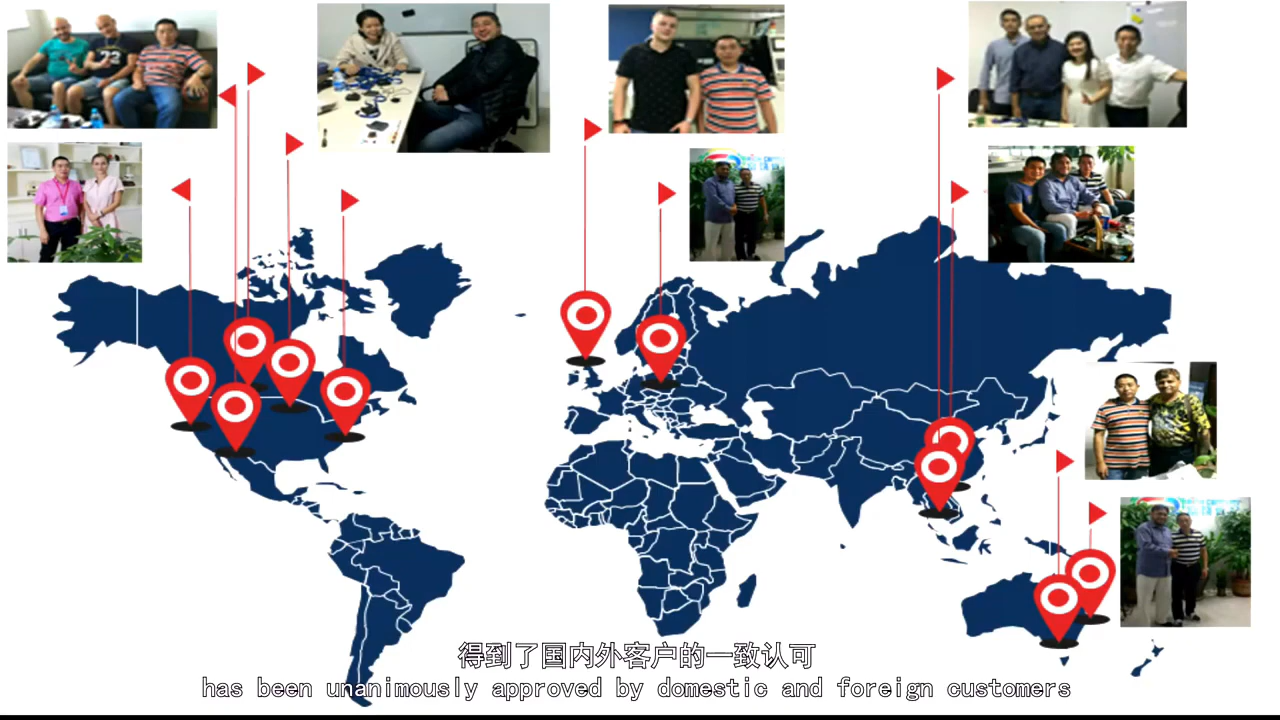 22
得到了国内外客户的一致认可
has been unanimously approved by domestic and foreign customers